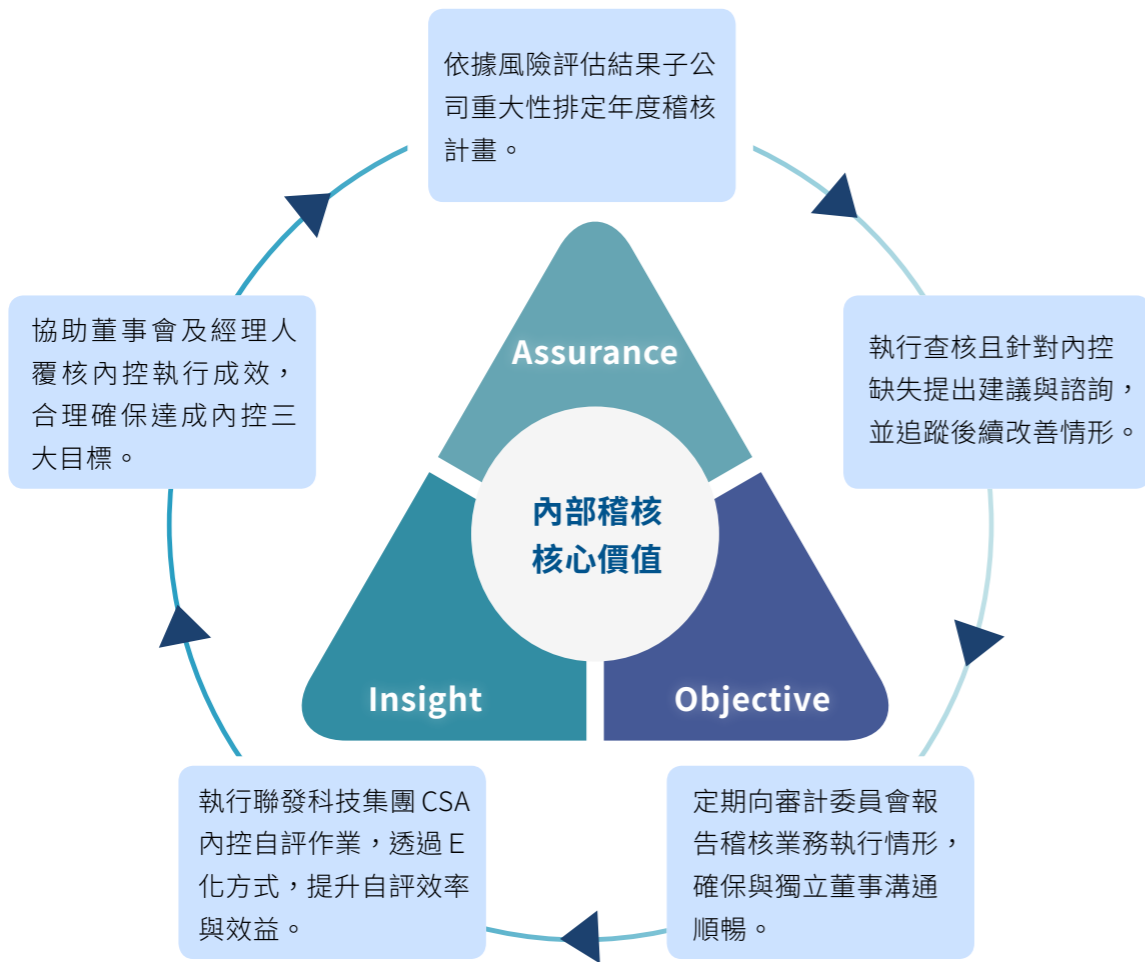 依據風險評估結果子公
司重大性排定年度稽核
計畫。
執行查核且針對內控
缺失提出建議與諮詢，
並追蹤後續改善情形。
定期向審計委員會報
告稽核業務執行情形，
確保與獨立董事溝通
順暢。
執行聯發科技集團 CSA
內控自評作業，透過 E
化方式，提升自評效率
與效益。
協助董事會及經理人
覆核內控執行成效，
合理確保達成內控三
大目標。
Assurance
內部稽核
核心價值
Insight
Objective